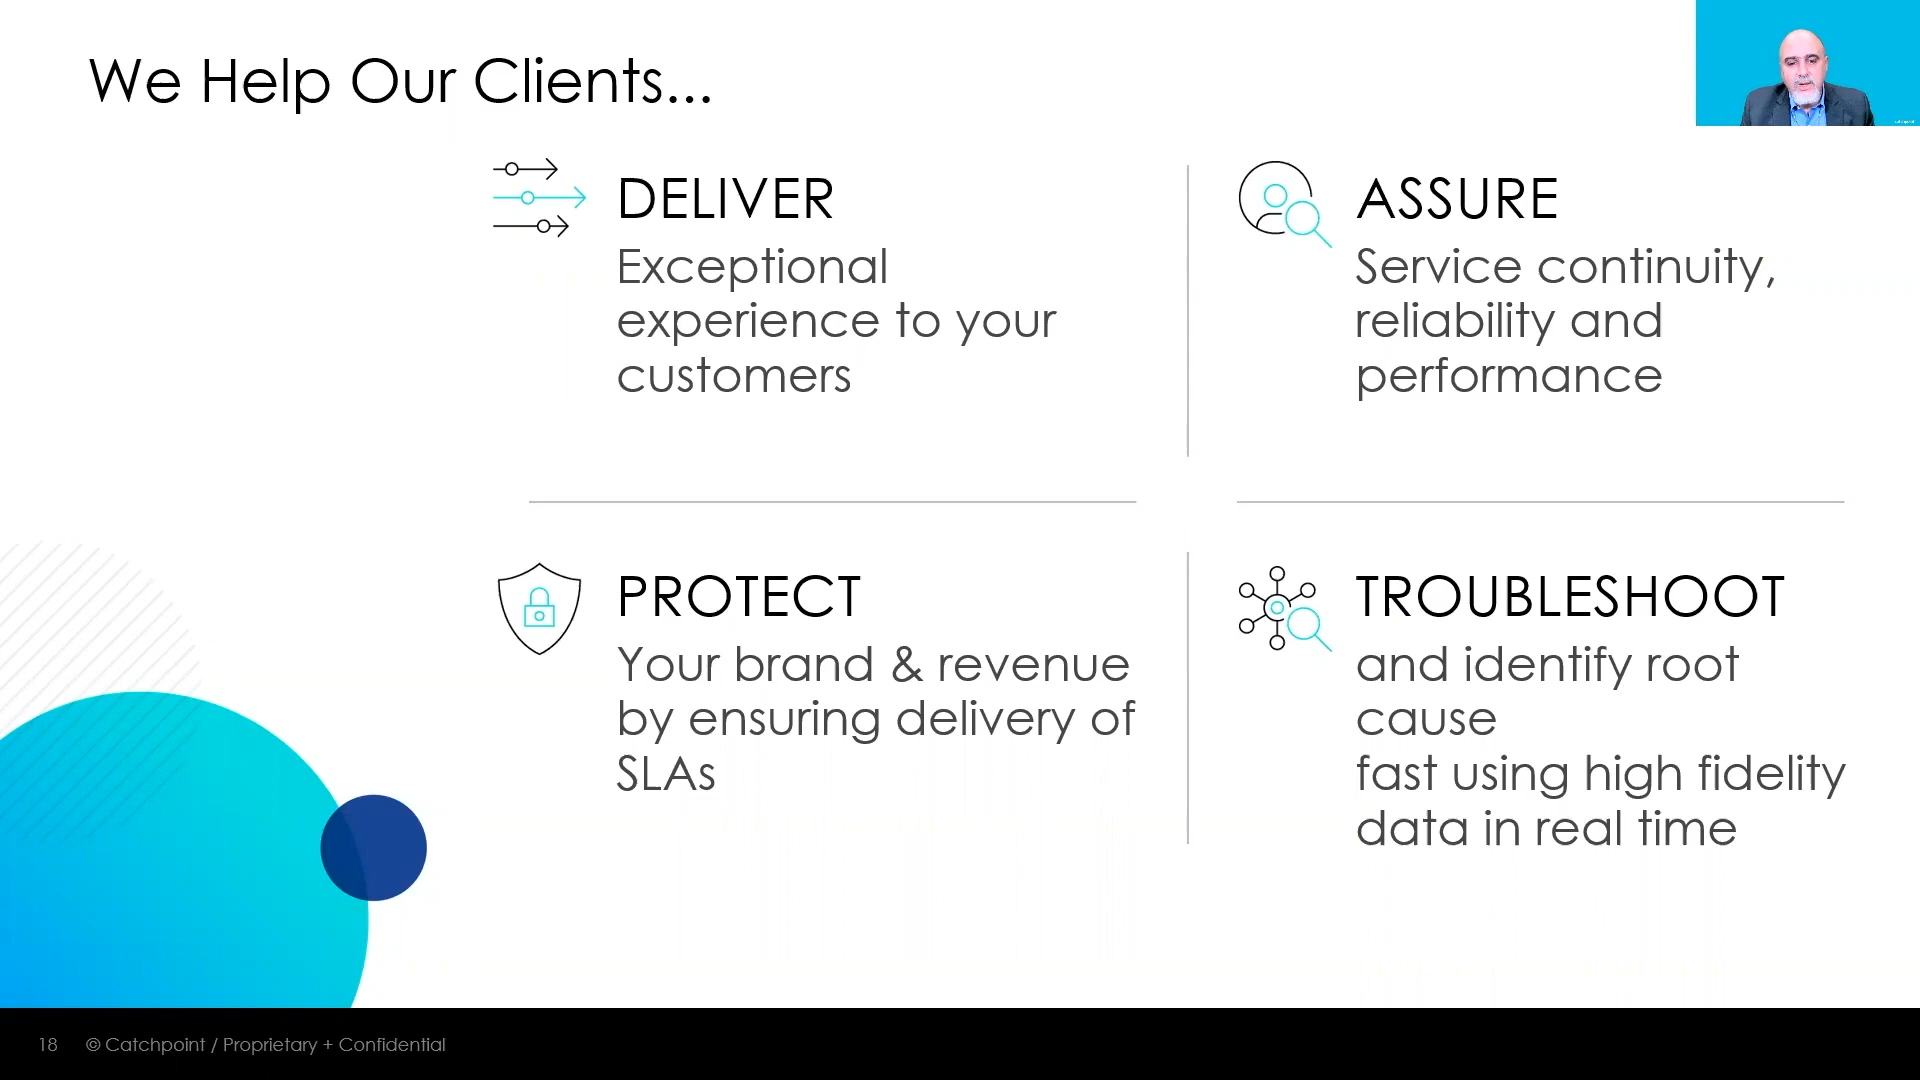 We Help Our Clients...
catchpoint
DELIVER
Exceptional
experience to your
customers
ASSURE
Service continuity,
reliability and
performance
PROTECT
Your brand & revenue
by ensuring delivery of
SLAs
TROUBLESHOOT
and identify root
cause
fast using high fidelity
data in real time
18 © Catchpoint / Proprietary + Confidential